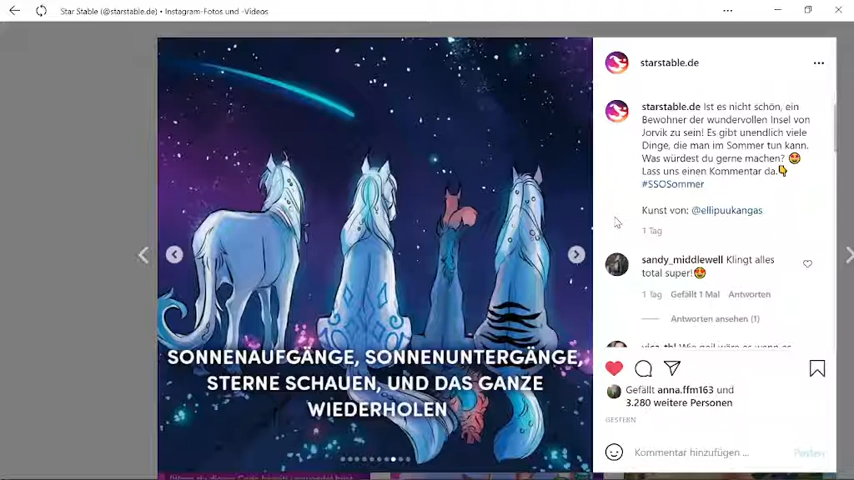 Star Stable (@starstable.de) • Instagram-Fotos und -Videos
starstable.de
starstable.de Ist es nicht schön, ein
Bewohner der wundervollen Insel von
Jorvik zu sein! Es gibt unendlich viele
Dinge, die man im Sommer tun kann.
Was würdest du gerne machen? 😍
Lass uns einen Kommentar da.👇
#SSOSommer
Kunst von: @ellipuukangas
1 Tag
sandy_middlewell Klingt alles
total super!😍
1 Tag Gefällt 1 Mal Antworten
Antworten ansehen (1)
SONNENAUFGÄNGE, SONNENUNTERGÄNGE,
STERNE SCHAUEN, UND DAS GANZE
WIEDERHOLEN
Gefällt anna.ffm163 und
3.280 weitere Personen
GESTERN
Kommentar hinzufügen ...
Posten